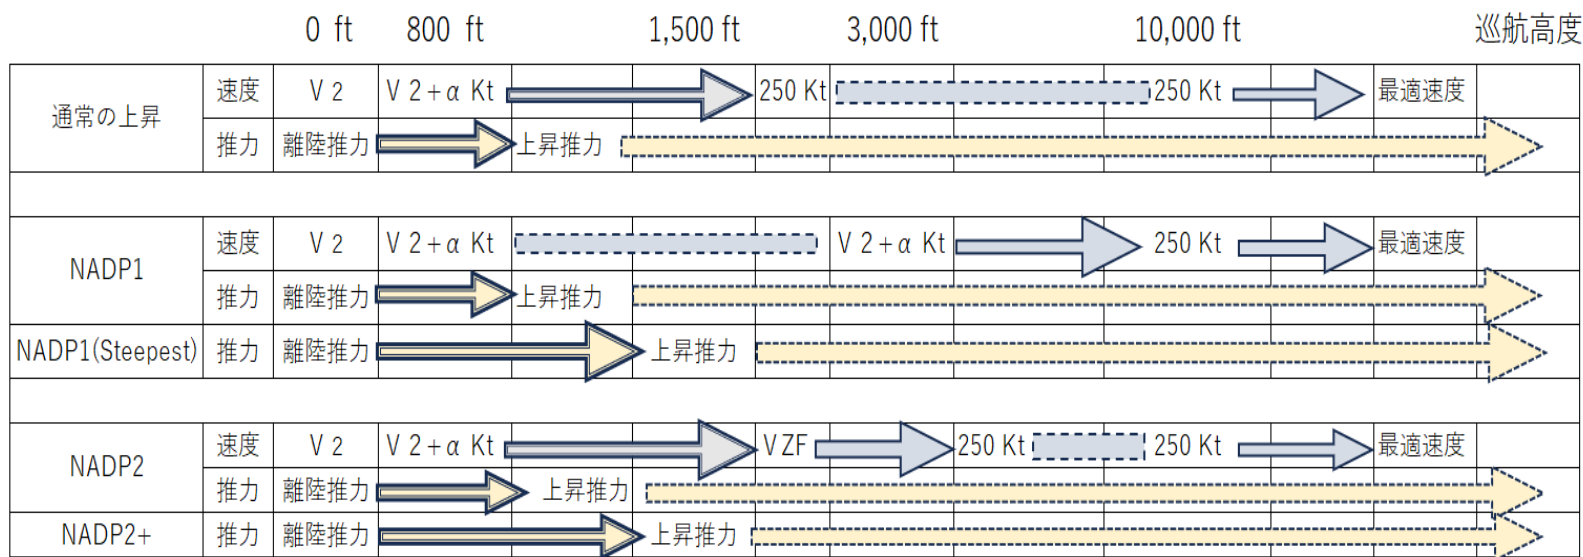 0 ft 800 ft 1,500 ft 3,000 ft 10,000 ft 巡航高度
通常の上昇 速度 V 2 V 2+α Kt 250 Kt 250 Kt 最適速度
推力 離陸推力 上昇推力
NADP1 速度 V 2 V 2+α Kt V 2+α Kt 250 Kt 最適速度
推力 離陸推力 上昇推力
NADP1(Steepest) 推力 離陸推力 上昇推力
NADP2 速度 V 2 V 2+α Kt V ZF 250 Kt 250 Kt 最適速度
推力 離陸推力 上昇推力
NADP2+ 推力 離陸推力 上昇推力